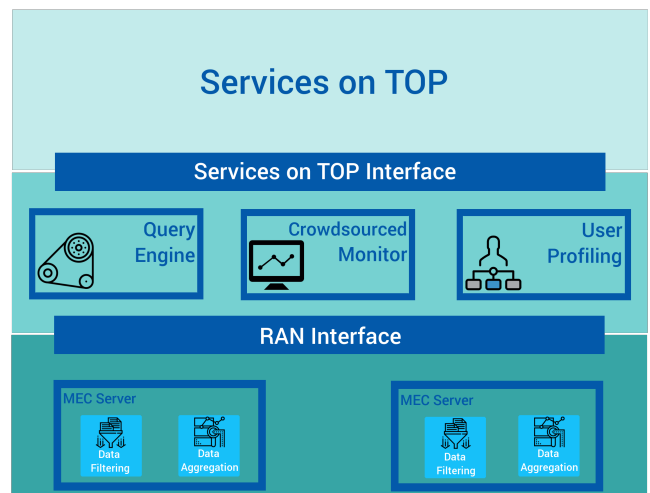 Services on TOP
Services on TOP Interface
Query
Engine
Crowdsourced
Monitor
User
Profiling
RAN Interface
MEC Server
Data
Filtering
Data
Aggregation
MEC Server
Data
Filtering
Data
Aggregation